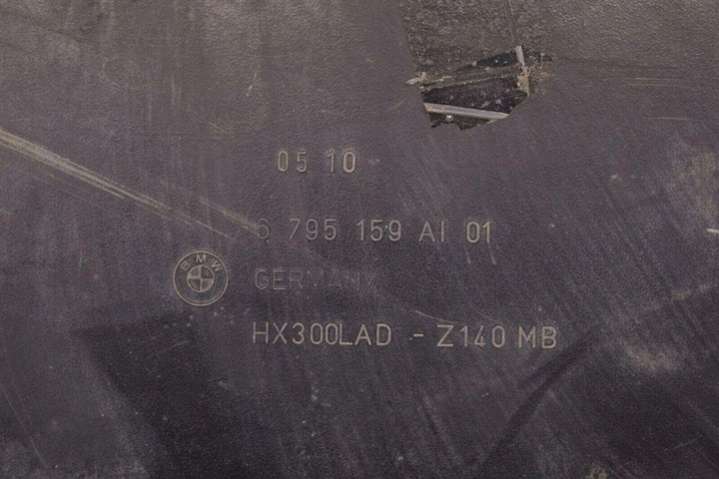 05 10
6 795 159 AI 01
BMW
GERMANY
HX300LAD - Z140 MB